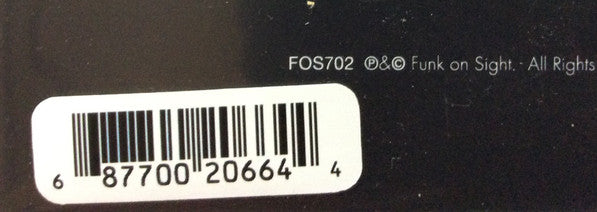 FOS702 ℗&© Funk on Sight. · All Rights
6 87700 20664 4